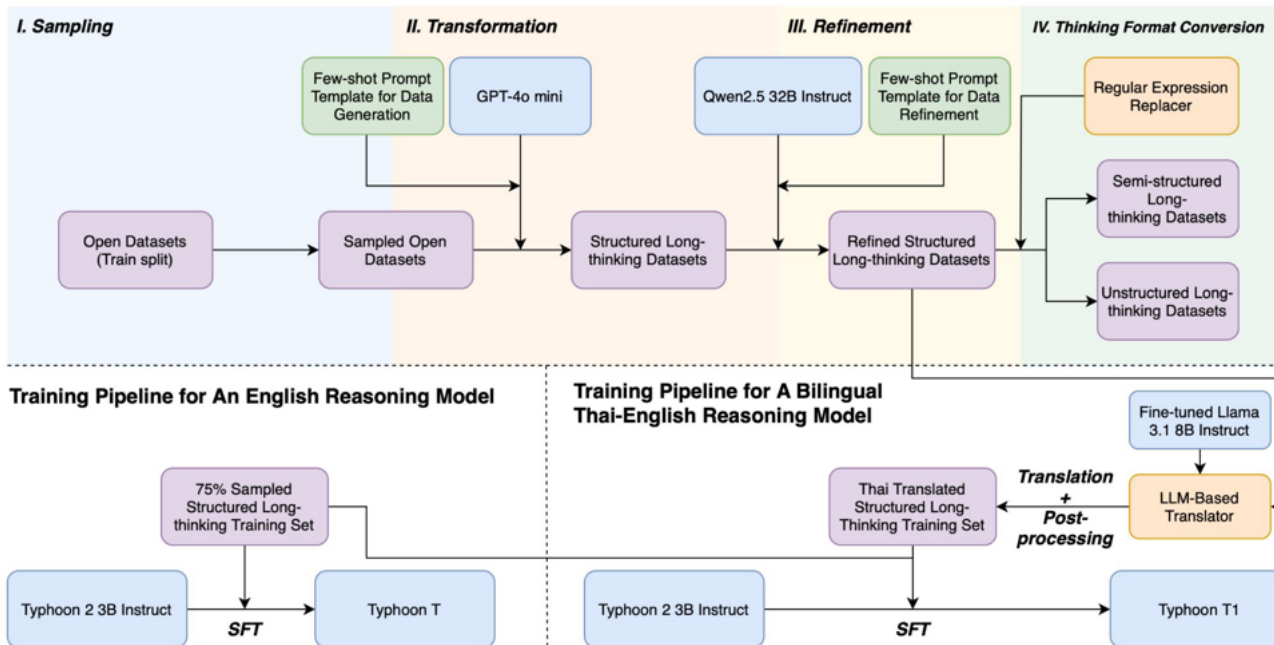 I. Sampling
II. Transformation
III. Refinement
IV. Thinking Format Conversion
Few-shot Prompt
Template for Data
Generation
GPT-4o mini
Qwen2.5 32B Instruct
Few-shot Prompt
Template for Data
Refinement
Regular Expression
Replacer
Open Datasets
(Train split)
Sampled Open
Datasets
Structured Long-
thinking Datasets
Refined Structured
Long-thinking Datasets
Semi-structured
Long-
thinking Datasets
Unstructured Long-
thinking Datasets
Training Pipeline for An English Reasoning Model
75% Sampled
Structured Long-
thinking Training Set
Typhoon 2 3B Instruct
SFT
Typhoon T
Training Pipeline for A Bilingual
Thai-English Reasoning Model
Fine-tuned Llama
3.1 8B Instruct
LLM-Based
Translator
Translation
+
Post-
processing
Thai Translated
Structured Long-
Thinking Training Set
Typhoon 2 3B Instruct
SFT
Typhoon T1